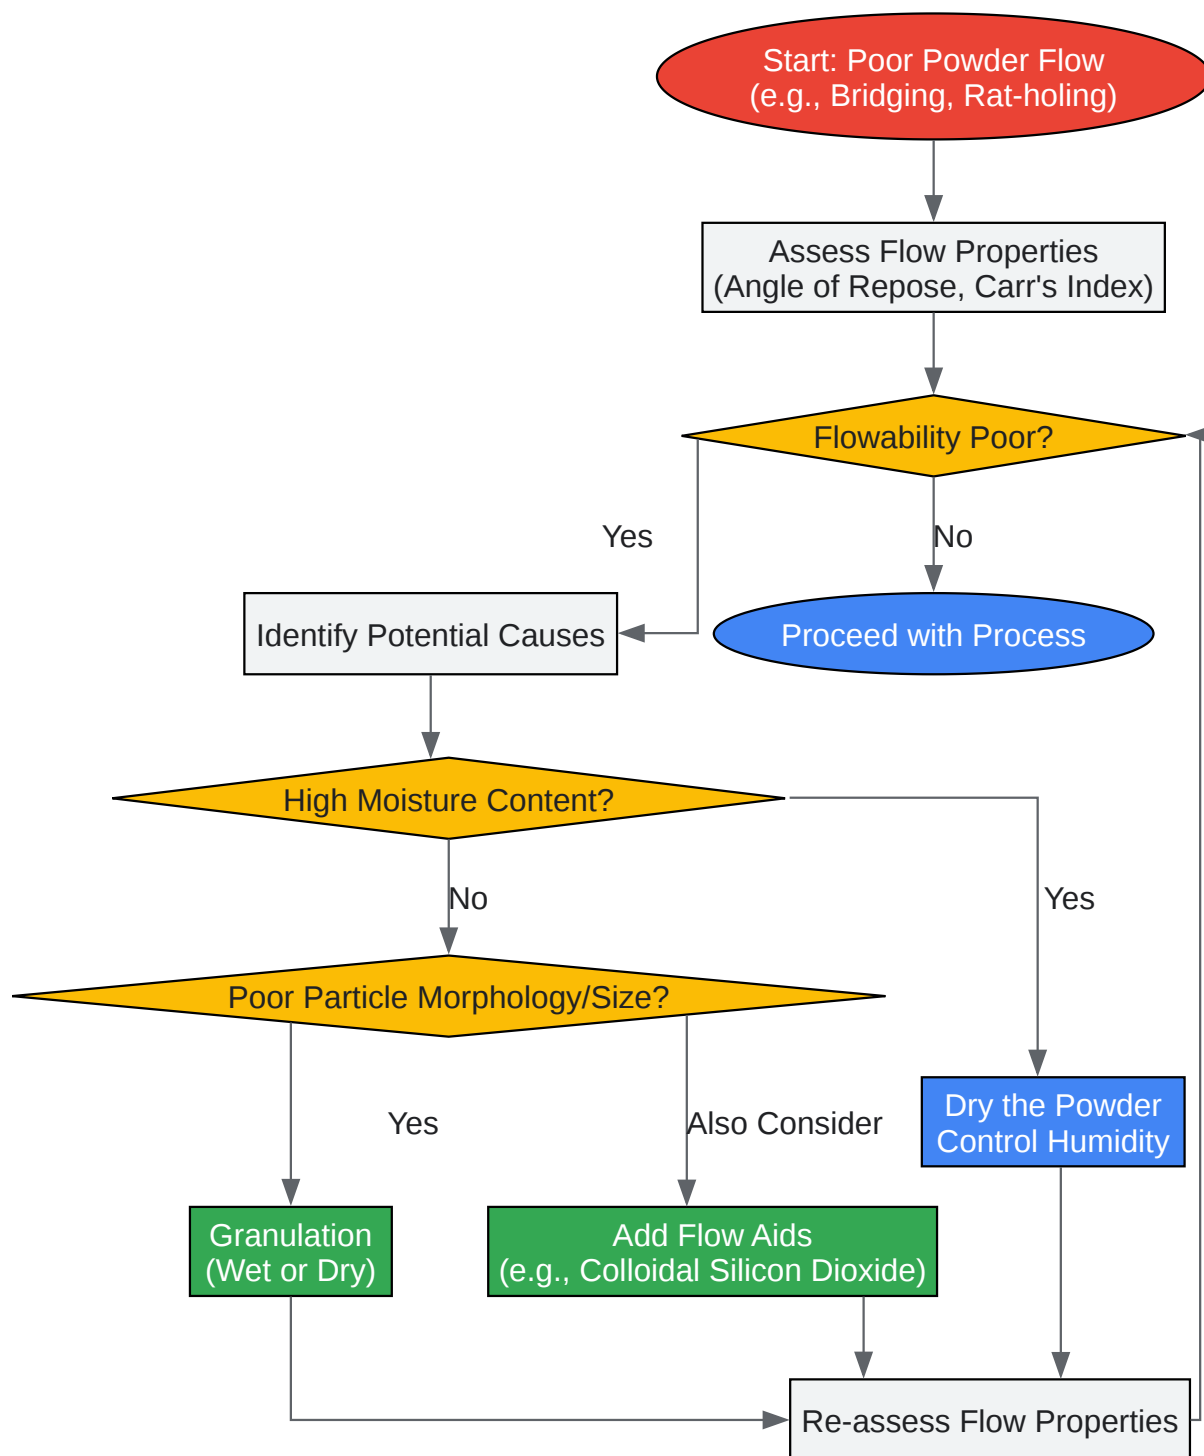 Start: Poor Powder Flow
(e.g., Bridging, Rat-holing)
Assess Flow Properties
(Angle of Repose, Carr's Index)
Flowability Poor?
Yes
No
Identify Potential Causes
Proceed with Process
High Moisture Content?
No
Yes
Poor Particle Morphology/Size?
Yes
Also Consider
Dry the Powder
Control Humidity
Granulation
(Wet or Dry)
Add Flow Aids
(e.g., Colloidal Silicon Dioxide)
Re-assess Flow Properties